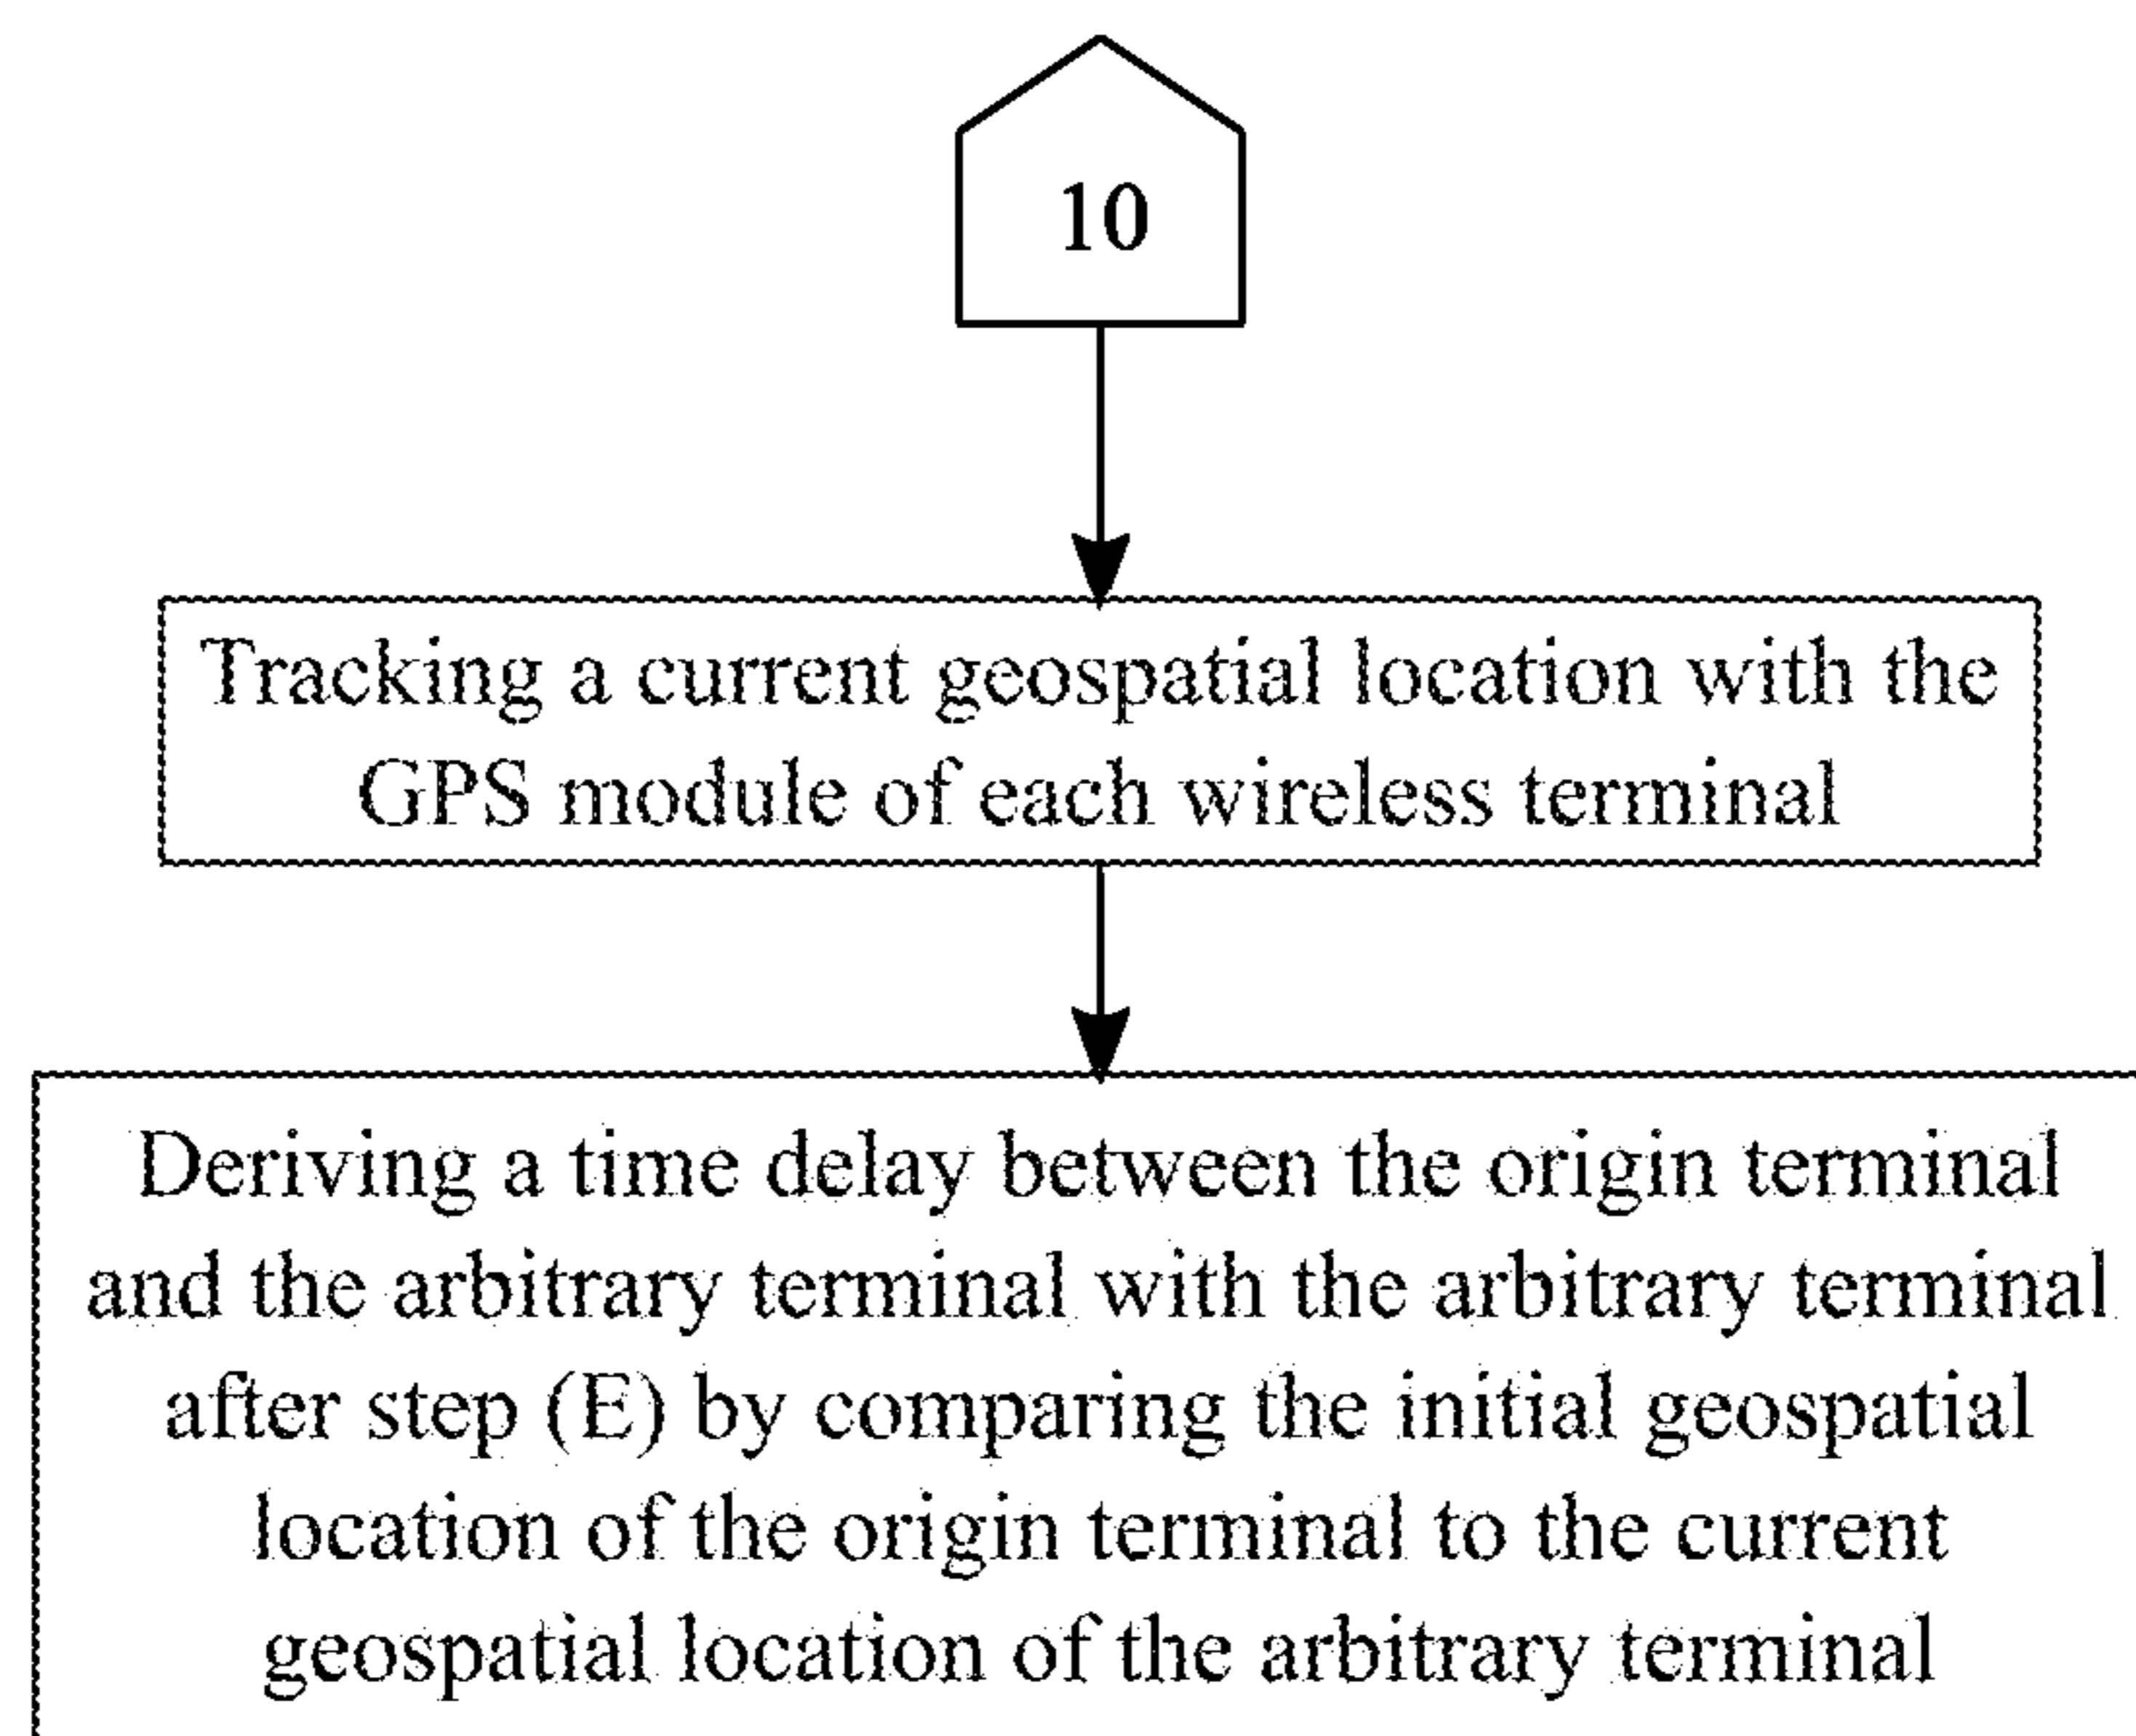 10
Tracking a current geospatial location with the
GPS module of each wireless terminal
Deriving a time delay between the origin terminal
and the arbitrary terminal with the arbitrary terminal
after step (E) by comparing the initial geospatial
location of the origin terminal to the current
geospatial location of the arbitrary terminal